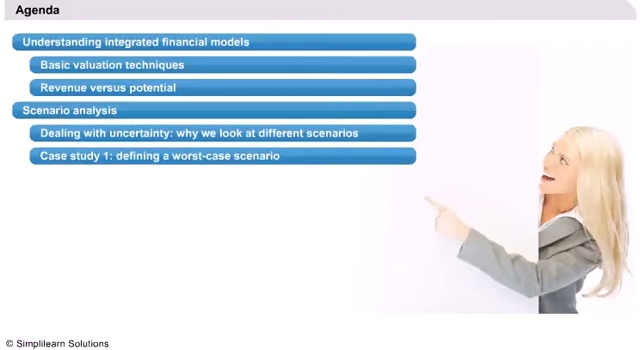 Agenda
Understanding integrated financial models
Basic valuation techniques
Revenue versus potential
Scenario analysis
Dealing with uncertainty: why we look at different scenarios
Case study 1: defining a worst-case scenario
© Simplilearn Solutions